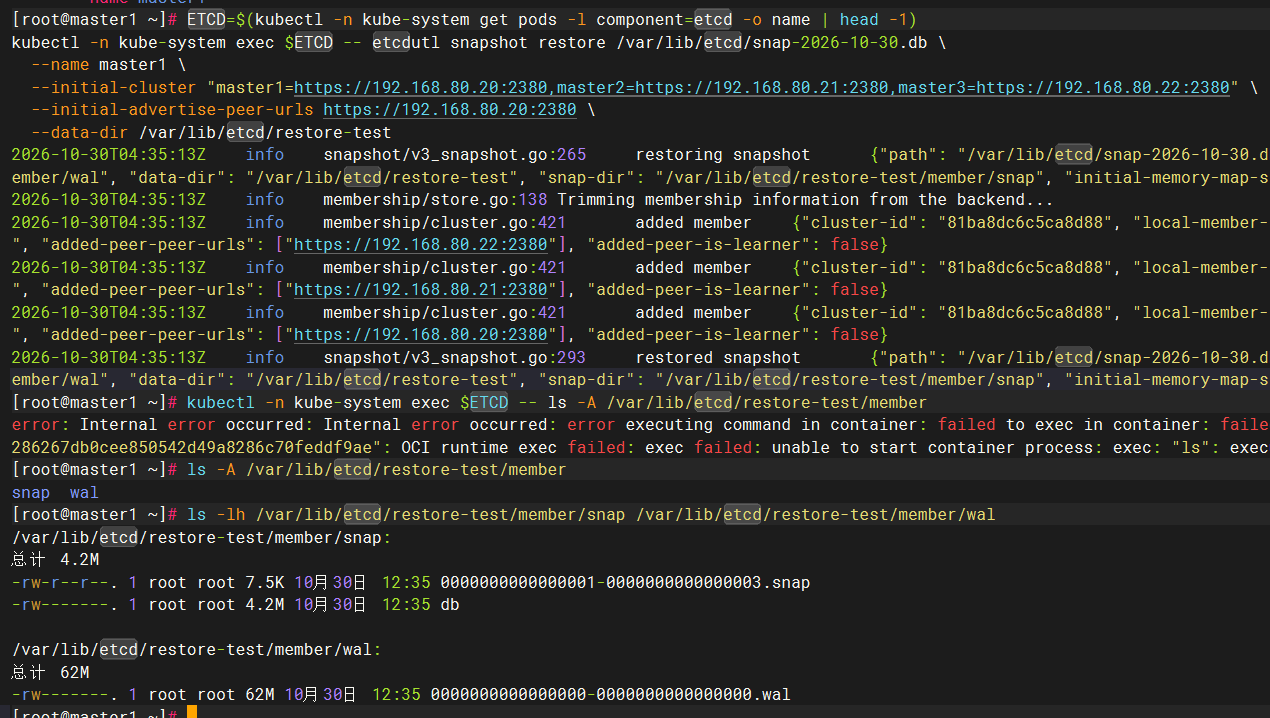 [root@master1 ~]# ETCD=$(kubectl -n kube-system get pods -l component=etcd -o name | head -1)
kubectl -n kube-system exec $ETCD -- etcdutl snapshot restore /var/lib/etcd/snap-2026-10-30.db \
  --name master1 \
  --initial-cluster "master1=https://192.168.80.20:2380,master2=https://192.168.80.21:2380,master3=https://192.168.80.22:2380" \
  --initial-advertise-peer-urls https://192.168.80.20:2380 \
  --data-dir /var/lib/etcd/restore-test
2026-10-30T04:35:13Z    info    snapshot/v3_snapshot.go:265     restoring snapshot      {"path": "/var/lib/etcd/snap-2026-10-30.d
ember/wal", "data-dir": "/var/lib/etcd/restore-test", "snap-dir": "/var/lib/etcd/restore-test/member/snap", "initial-memory-map-s
2026-10-30T04:35:13Z    info    membership/store.go:138 Trimming membership information from the backend...
2026-10-30T04:35:13Z    info    membership/cluster.go:421       added member    {"cluster-id": "81ba8dc6c5ca8d88", "local-member-
", "added-peer-peer-urls": ["https://192.168.80.22:2380"], "added-peer-is-learner": false}
2026-10-30T04:35:13Z    info    membership/cluster.go:421       added member    {"cluster-id": "81ba8dc6c5ca8d88", "local-member-
", "added-peer-peer-urls": ["https://192.168.80.21:2380"], "added-peer-is-learner": false}
2026-10-30T04:35:13Z    info    membership/cluster.go:421       added member    {"cluster-id": "81ba8dc6c5ca8d88", "local-member-
", "added-peer-peer-urls": ["https://192.168.80.20:2380"], "added-peer-is-learner": false}
2026-10-30T04:35:13Z    info    snapshot/v3_snapshot.go:293     restored snapshot       {"path": "/var/lib/etcd/snap-2026-10-30.d
ember/wal", "data-dir": "/var/lib/etcd/restore-test", "snap-dir": "/var/lib/etcd/restore-test/member/snap", "initial-memory-map-s
[root@master1 ~]# kubectl -n kube-system exec $ETCD -- ls -A /var/lib/etcd/restore-test/member
error: Internal error occurred: Internal error occurred: error executing command in container: failed to exec in container: faile
286267db0cee850542d49a8286c70feddf9ae": OCI runtime exec failed: exec failed: unable to start container process: exec: "ls": exec
[root@master1 ~]# ls -A /var/lib/etcd/restore-test/member
snap  wal
[root@master1 ~]# ls -lh /var/lib/etcd/restore-test/member/snap /var/lib/etcd/restore-test/member/wal
/var/lib/etcd/restore-test/member/snap:
总计 4.2M
-rw-r--r--. 1 root root 7.5K 10月30日 12:35 0000000000000001-0000000000000003.snap
-rw-------. 1 root root 4.2M 10月30日 12:35 db

/var/lib/etcd/restore-test/member/wal:
总计 62M
-rw-------. 1 root root 62M 10月30日 12:35 0000000000000000-0000000000000000.wal
[root@master1 ~]#